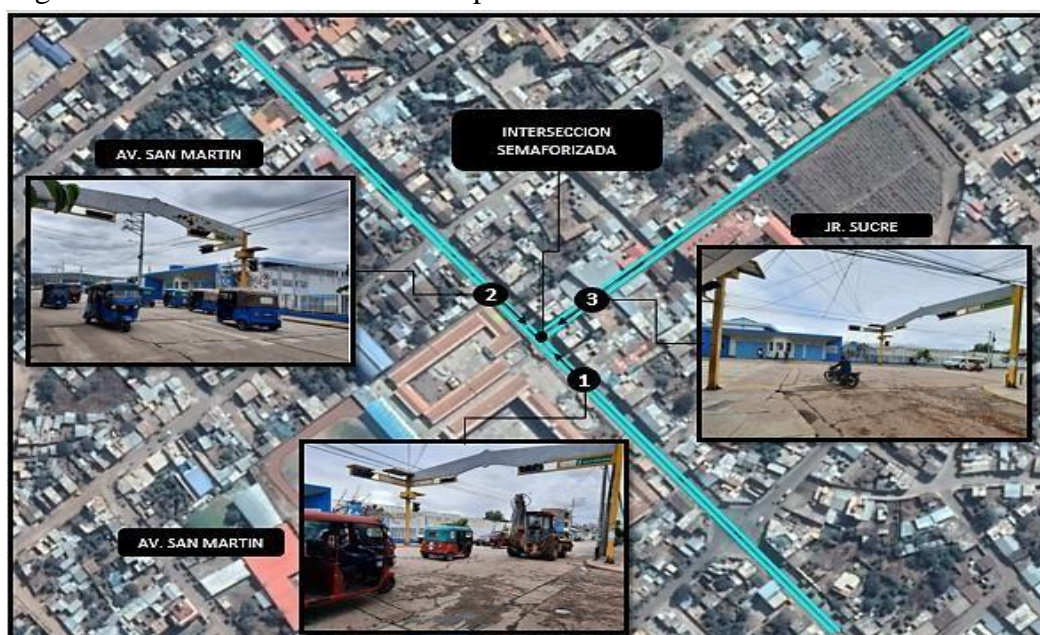 INTERSECCION
SEMAFORIZADA
AV. SAN MARTIN
JR. SUCRE
2
3
1
AV. SAN MARTIN